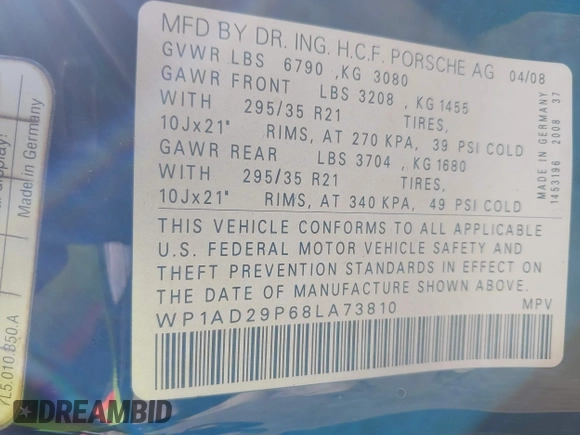 MFD BY DR. ING. H.C.F. PORSCHE AG 04/08
GVWR LBS 6790 ,KG 3080
GAWR FRONT LBS 3208 , KG 1455
WITH 295/35 R21 TIRES,
10Jx21" RIMS, AT 270 KPA, 39 PSI COLD
GAWR REAR LBS 3704 , KG 1680
WITH 295/35 R21 TIRES,
10Jx21" RIMS, AT 340 KPA, 49 PSI COLD
THIS VEHICLE CONFORMS TO ALL APPLICABLE
U.S. FEDERAL MOTOR VEHICLE SAFETY AND
THEFT PREVENTION STANDARDS IN EFFECT ON
THE DATE OF MANUFACTURE SHOWN ABOVE.
WP1AD29P68LA73810 MPV
MADE IN GERMANY
1453196 2008 37
Made in Germany
7L5.010.850.A
DREAMBID